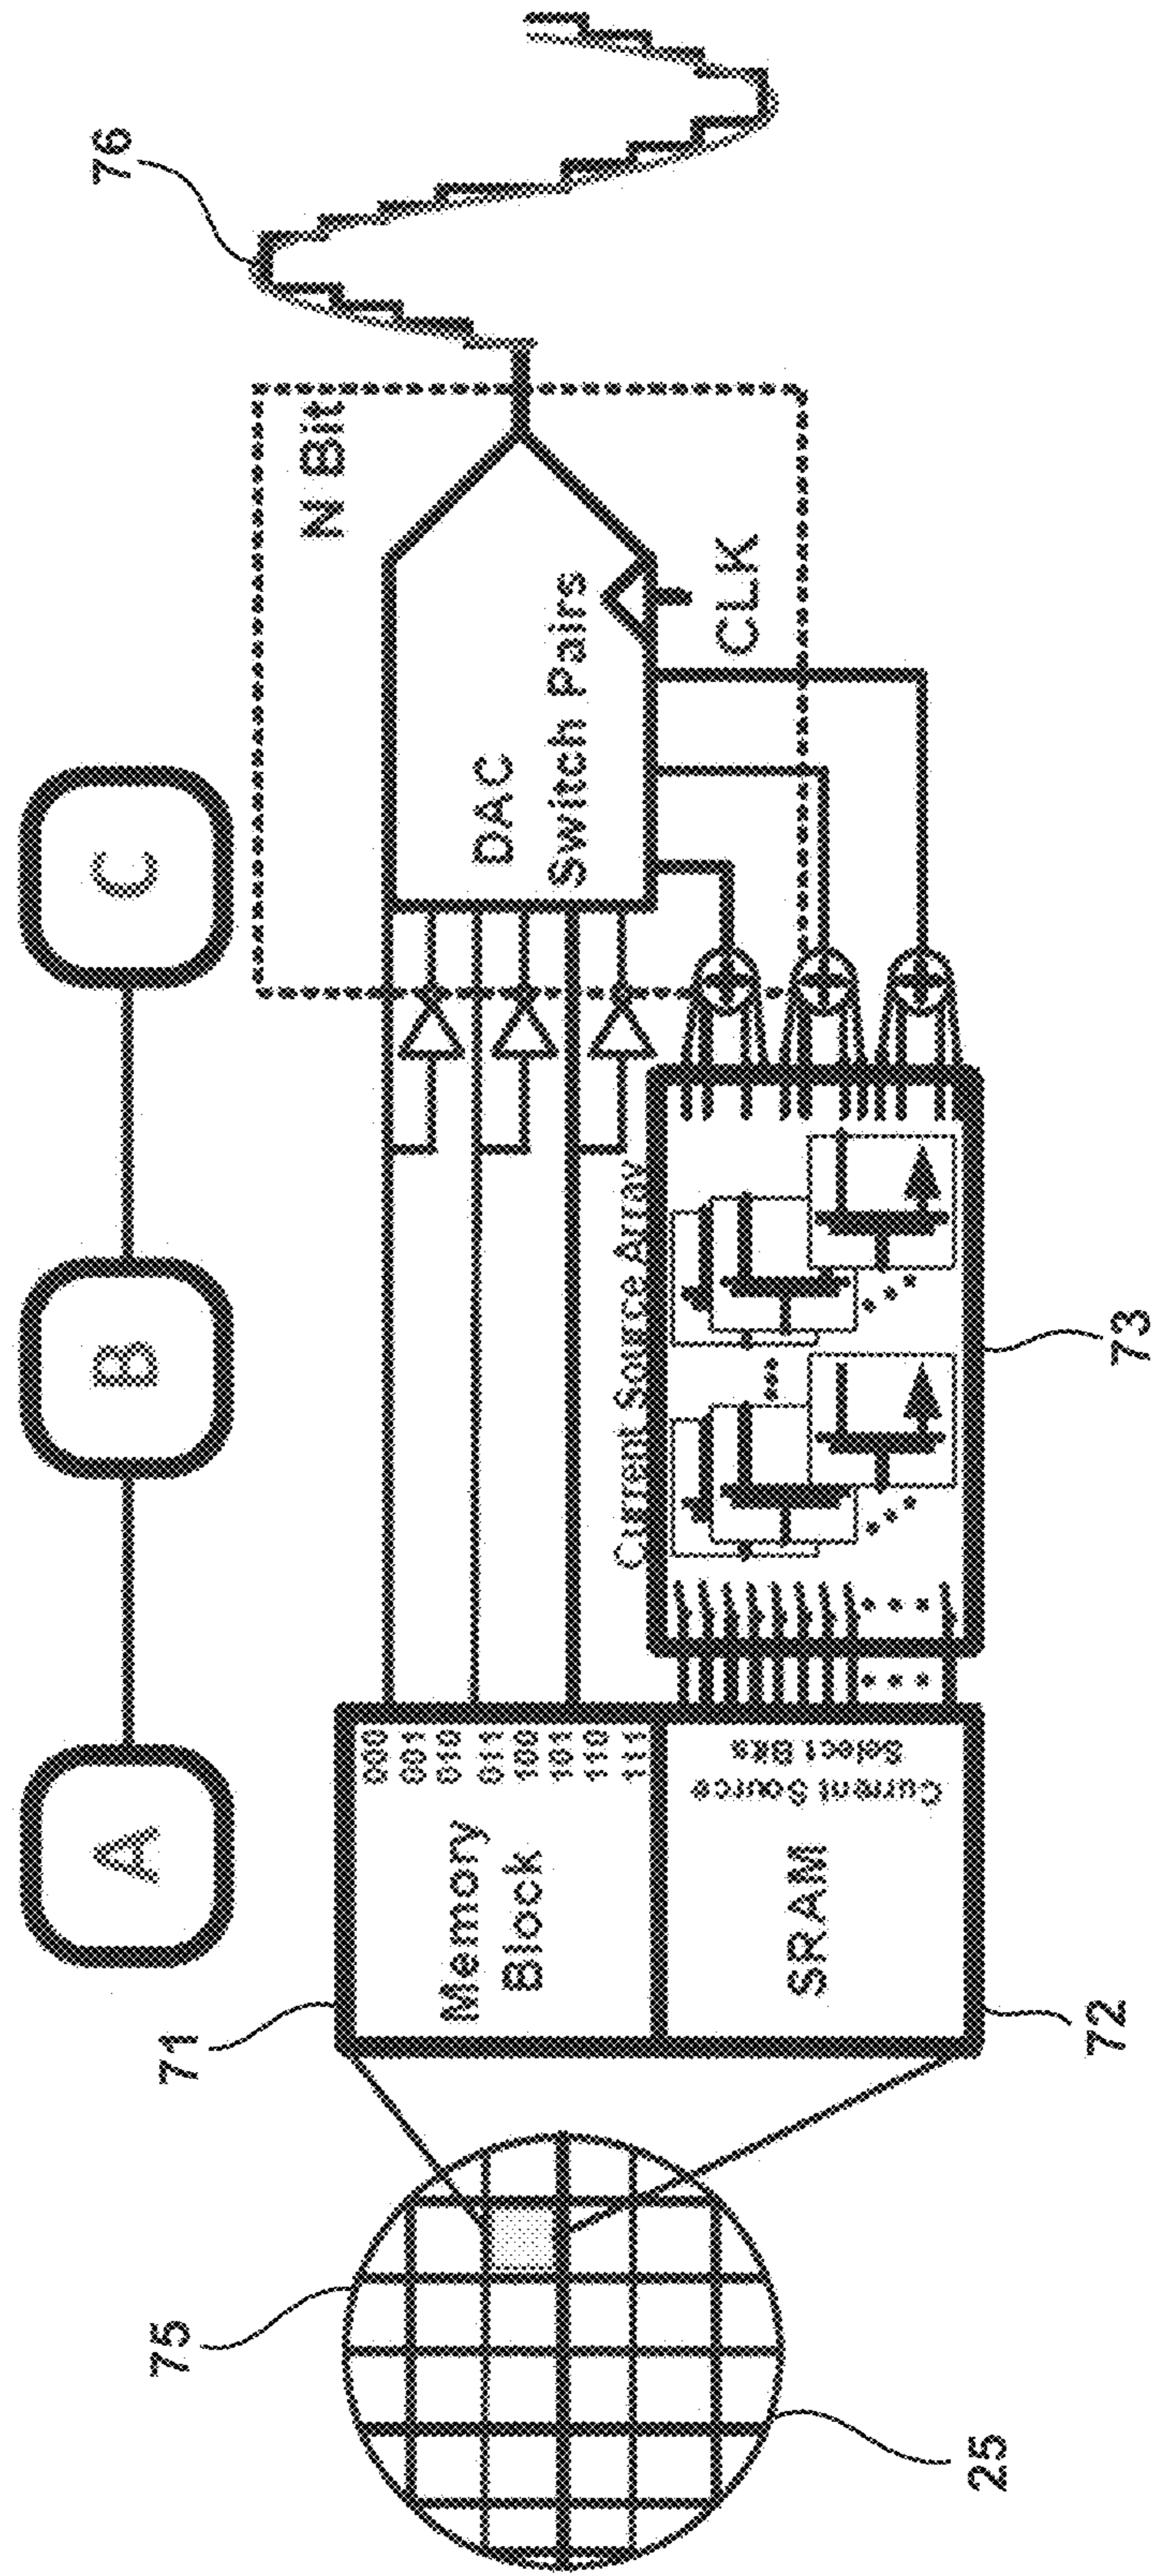 A
B
C
76
N Bit
DAC
Switch Pairs
CLK
71
Memory
Block
000
001
010
011
100
101
110
111
SRAM
Current Source
Select Bits
72
Current Source Array
73
75
25